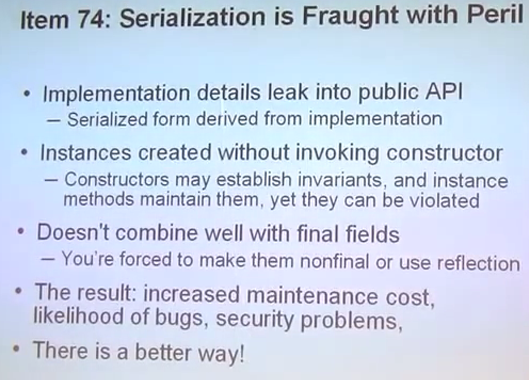 Item 74: Serialization is Fraught with Peril
• Implementation details leak into public API
– Serialized form derived from implementation
• Instances created without invoking constructor
– Constructors may establish invariants, and instance
methods maintain them, yet they can be violated
• Doesn't combine well with final fields
– You're forced to make them nonfinal or use reflection
• The result: increased maintenance cost,
likelihood of bugs, security problems,
• There is a better way!